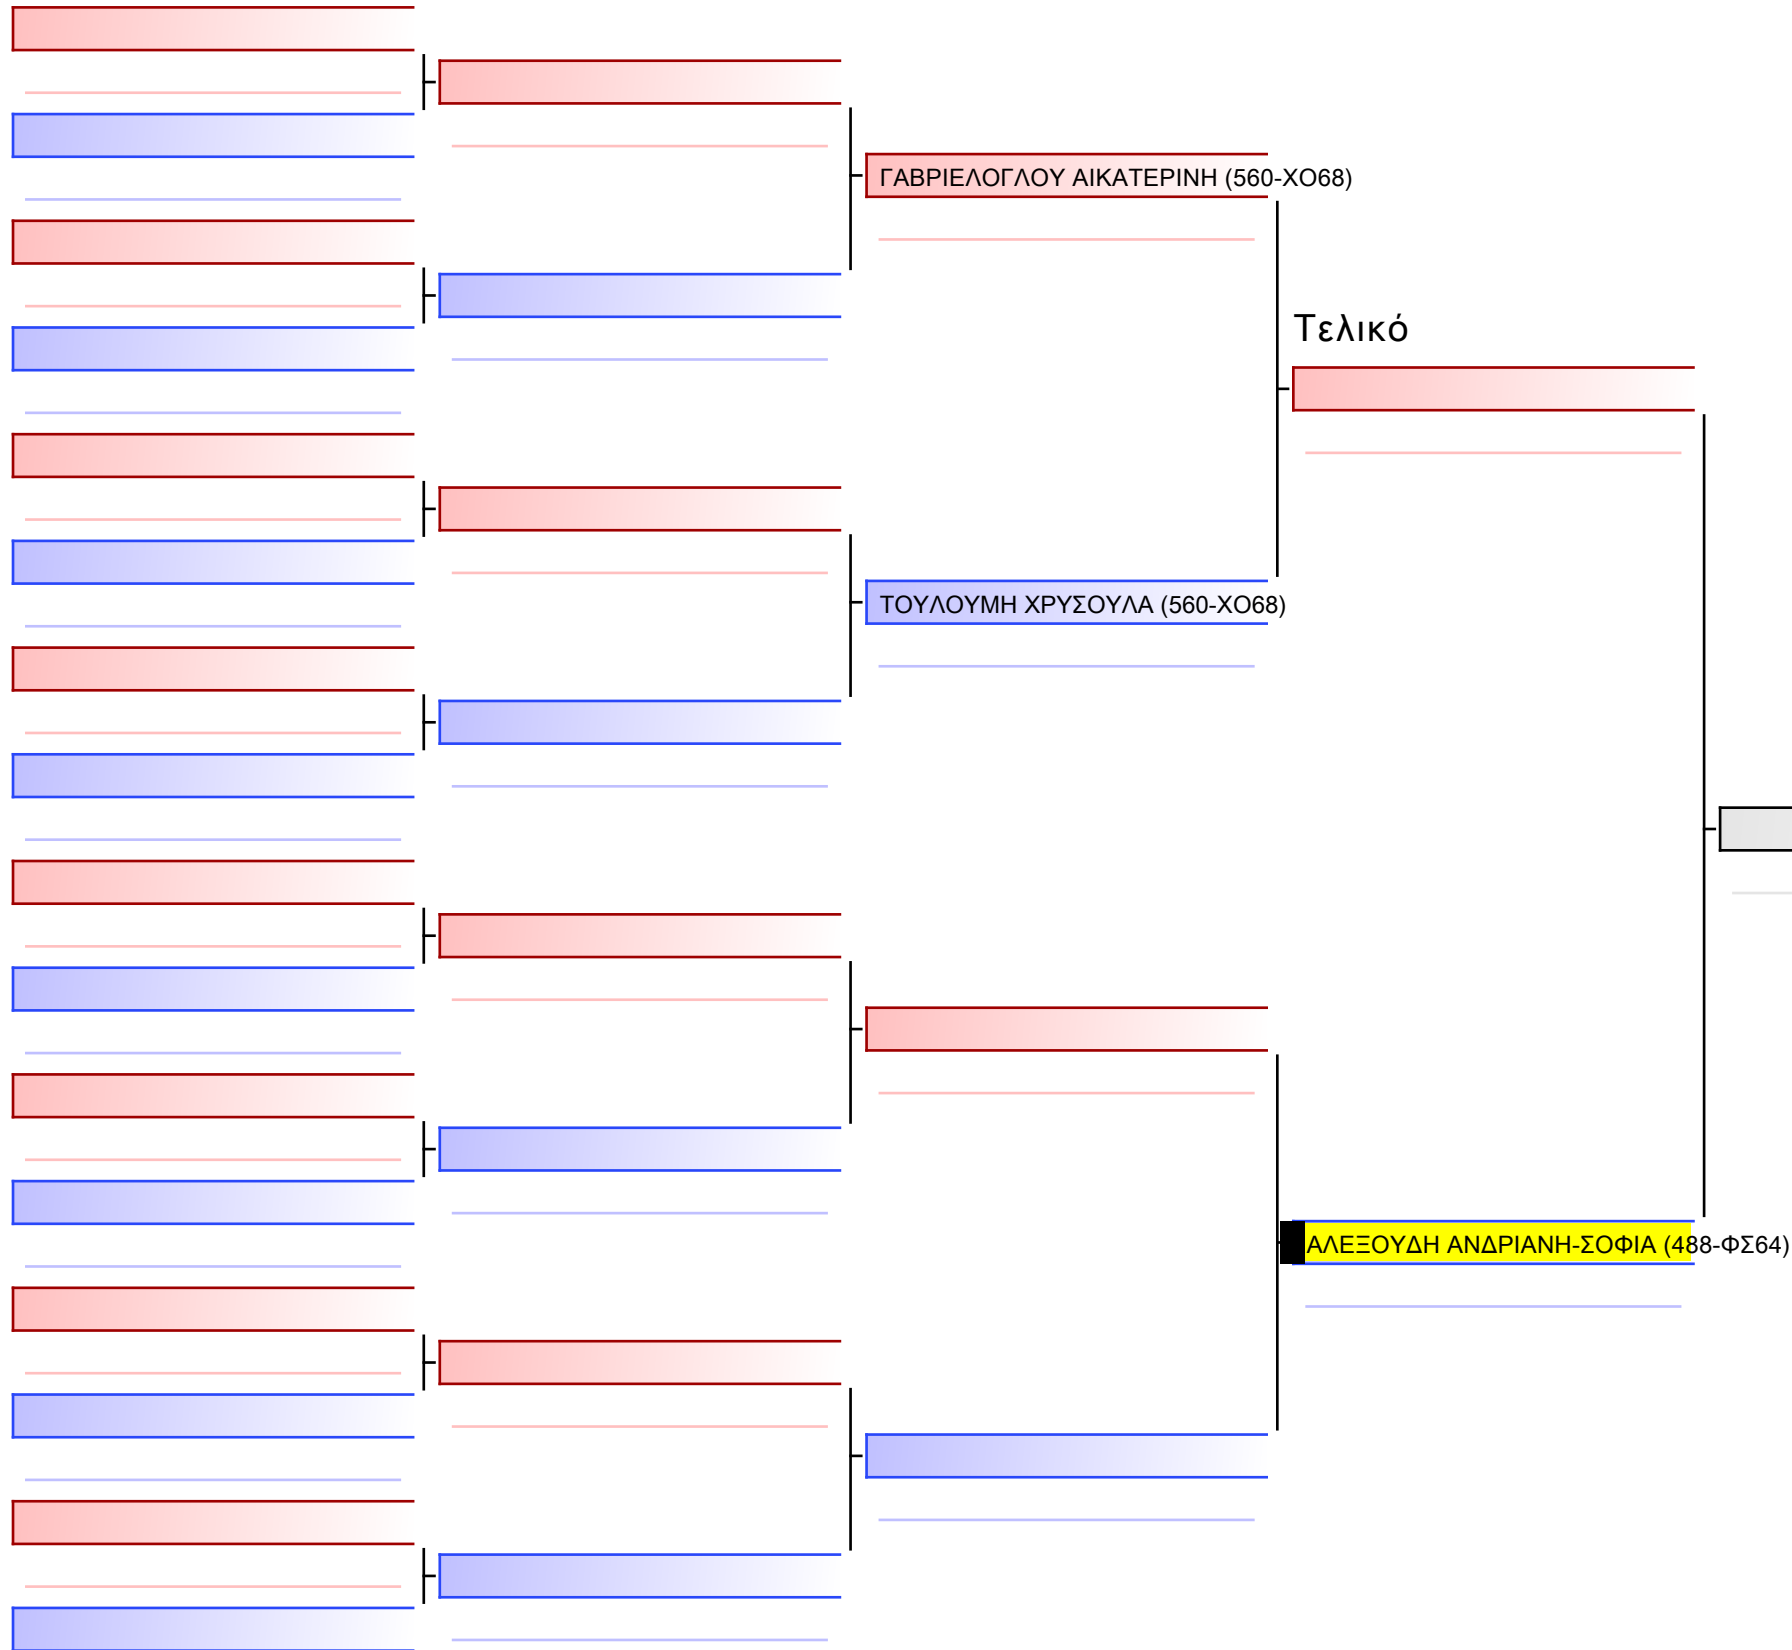 ΓΑΒΡΙΕΛΟΓΛΟΥ ΑΙΚΑΤΕΡΙΝΗ (560-ΧΟ68)
Τελικό
ΤΟΥΛΟΥΜΗ ΧΡΥΣΟΥΛΑ (560-ΧΟ68)
ΑΛΕΞΟΥΔΗ ΑΝΔΡΙΑΝΗ-ΣΟΦΙΑ (488-ΦΣ64)